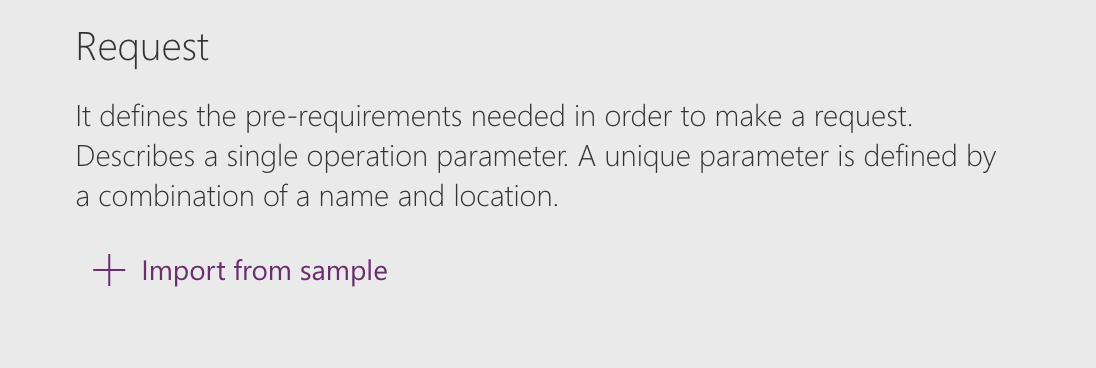 Request
It defines the pre-requirements needed in order to make a request.
Describes a single operation parameter. A unique parameter is defined by
a combination of a name and location.
Import from sample